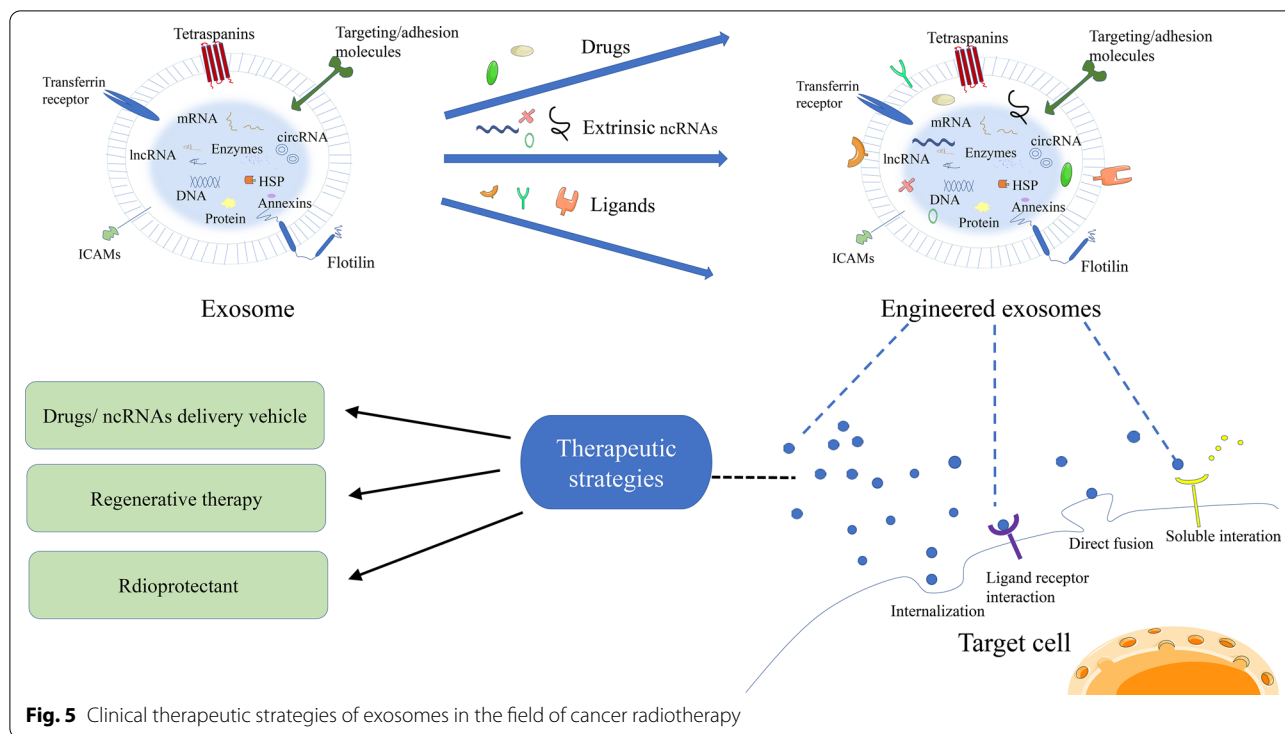 Tetraspanins
Targeting/adhesion
molecules
Transferrin
receptor
mRNA
circRNA
lncRNA
Enzymes
HSP
DNA
Annexins
Protein
ICAMs
Flotilin
Exosome
Drugs
Extrinsic ncRNAs
Ligands
Tetraspanins
Targeting/adhesion
molecules
Transferrin
receptor
mRNA
circRNA
lncRNA
Enzymes
HSP
DNA
Annexins
Protein
ICAMs
Flotilin
Engineered exosomes
Drugs/ ncRNAs delivery vehicle
Regenerative therapy
Rdioprotectant
Therapeutic
strategies
Internalization
Ligand receptor
interaction
Direct fusion
Soluble interation
Target cell
Fig. 5 Clinical therapeutic strategies of exosomes in the field of cancer radiotherapy